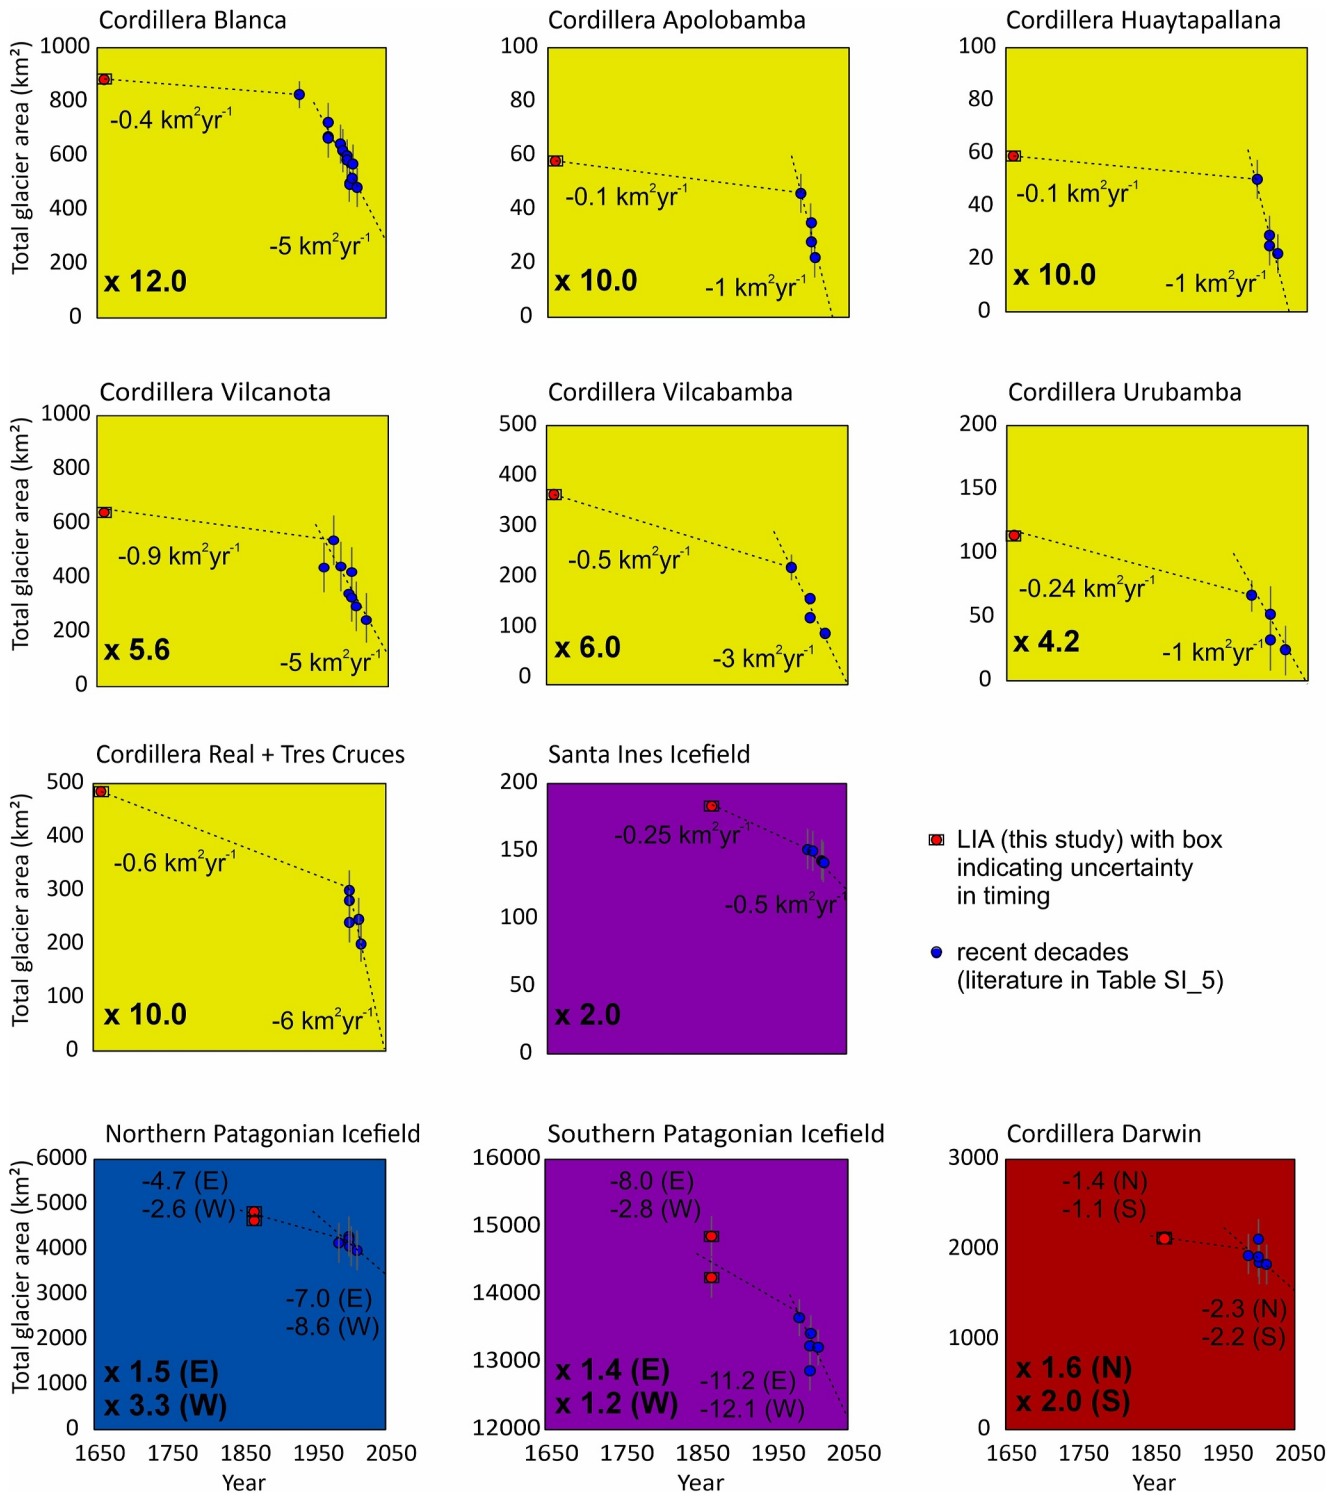 Cordillera Blanca
Total glacier area (km²)
1000
800
600
400
200
0
-0.4 km²yr⁻¹
-5 km²yr⁻¹
x 12.0
Cordillera Apolobamba
100
80
60
40
20
0
-0.1 km²yr⁻¹
-1 km²yr⁻¹
x 10.0
Cordillera Huaytapallana
100
80
60
40
20
0
-0.1 km²yr⁻¹
-1 km²yr⁻¹
x 10.0
Cordillera Vilcanota
Total glacier area (km²)
1000
800
600
400
200
0
-0.9 km²yr⁻¹
x 5.6
-5 km²yr⁻¹
Cordillera Vilcabamba
500
400
300
200
100
0
-0.5 km²yr⁻¹
x 6.0
-3 km²yr⁻¹
Cordillera Urubamba
200
150
100
50
0
-0.24 km²yr⁻¹
x 4.2
-1 km²yr⁻¹
Cordillera Real + Tres Cruces
Total glacier area (km²)
500
400
300
200
100
0
-0.6 km²yr⁻¹
x 10.0
-6 km²yr⁻¹
Santa Ines Icefield
200
150
100
50
0
-0.25 km²yr⁻¹
-0.5 km²yr⁻¹
x 2.0
LIA (this study) with box
indicating uncertainty
in timing
recent decades
(literature in Table SI_5)
Northern Patagonian Icefield
Total glacier area (km²)
6000
5000
4000
3000
2000
1000
0
-4.7 (E)
-2.6 (W)
-7.0 (E)
-8.6 (W)
x 1.5 (E)
x 3.3 (W)
1650 1750 1850 1950 2050
Year
Southern Patagonian Icefield
16000
15000
14000
13000
12000
-8.0 (E)
-2.8 (W)
x 1.4 (E)
x 1.2 (W)
-11.2 (E)
-12.1 (W)
1650 1750 1850 1950 2050
Year
Cordillera Darwin
3000
2000
1000
0
-1.4 (N)
-1.1 (S)
-2.3 (N)
-2.2 (S)
x 1.6 (N)
x 2.0 (S)
1650 1750 1850 1950 2050
Year